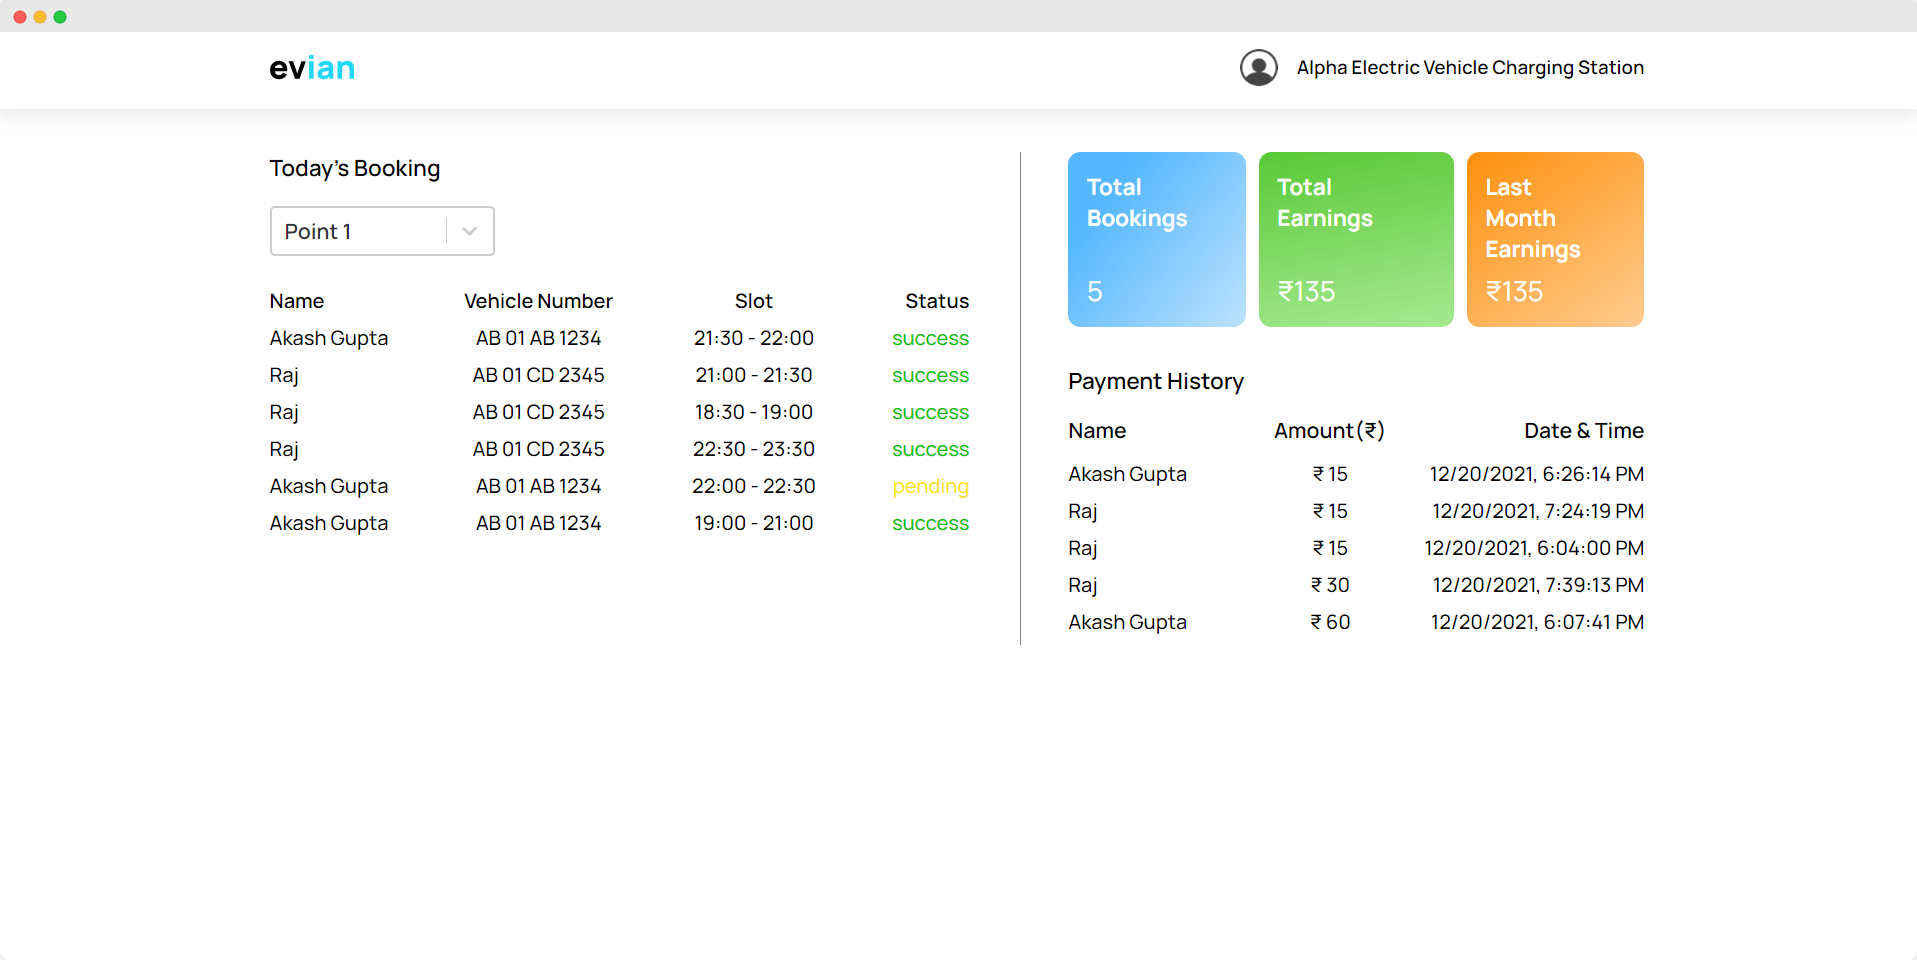 evian
Alpha Electric Vehicle Charging Station
Today's Booking
Point 1
Name Vehicle Number Slot Status
Akash Gupta AB 01 AB 1234 21:30 - 22:00 success
Raj AB 01 CD 2345 21:00 - 21:30 success
Raj AB 01 CD 2345 18:30 - 19:00 success
Raj AB 01 CD 2345 22:30 - 23:30 success
Akash Gupta AB 01 AB 1234 22:00 - 22:30 pending
Akash Gupta AB 01 AB 1234 19:00 - 21:00 success
Total
Bookings
5
Total
Earnings
₹135
Last
Month
Earnings
₹135
Payment History
Name Amount(₹) Date & Time
Akash Gupta ₹ 15 12/20/2021, 6:26:14 PM
Raj ₹ 15 12/20/2021, 7:24:19 PM
Raj ₹ 15 12/20/2021, 6:04:00 PM
Raj ₹ 30 12/20/2021, 7:39:13 PM
Akash Gupta ₹ 60 12/20/2021, 6:07:41 PM